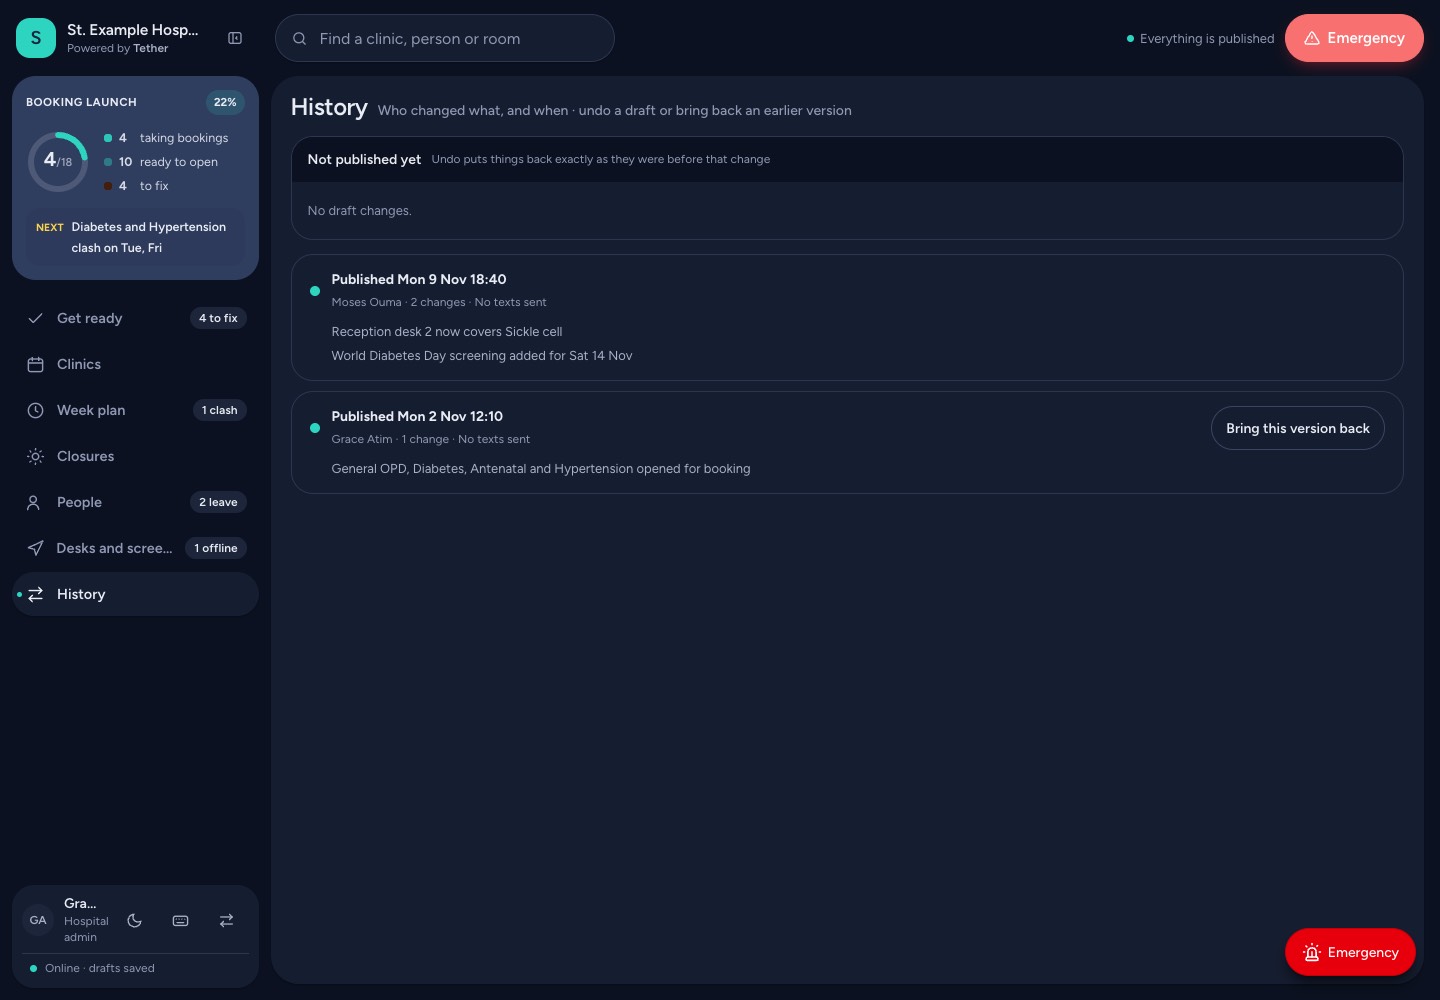 S
St. Example Hosp...
Powered by Tether
Find a clinic, person or room
Everything is published
Emergency
BOOKING LAUNCH
22%
4/18
4 taking bookings
10 ready to open
4 to fix
NEXT Diabetes and Hypertension
clash on Tue, Fri
Get ready 4 to fix
Clinics
Week plan 1 clash
Closures
People 2 leave
Desks and scree... 1 offline
History
GA
Gra...
Hospital
admin
Online · drafts saved
History Who changed what, and when · undo a draft or bring back an earlier version
Not published yet Undo puts things back exactly as they were before that change
No draft changes.
Published Mon 9 Nov 18:40
Moses Ouma · 2 changes · No texts sent
Reception desk 2 now covers Sickle cell
World Diabetes Day screening added for Sat 14 Nov
Published Mon 2 Nov 12:10
Grace Atim · 1 change · No texts sent
General OPD, Diabetes, Antenatal and Hypertension opened for booking
Bring this version back
Emergency